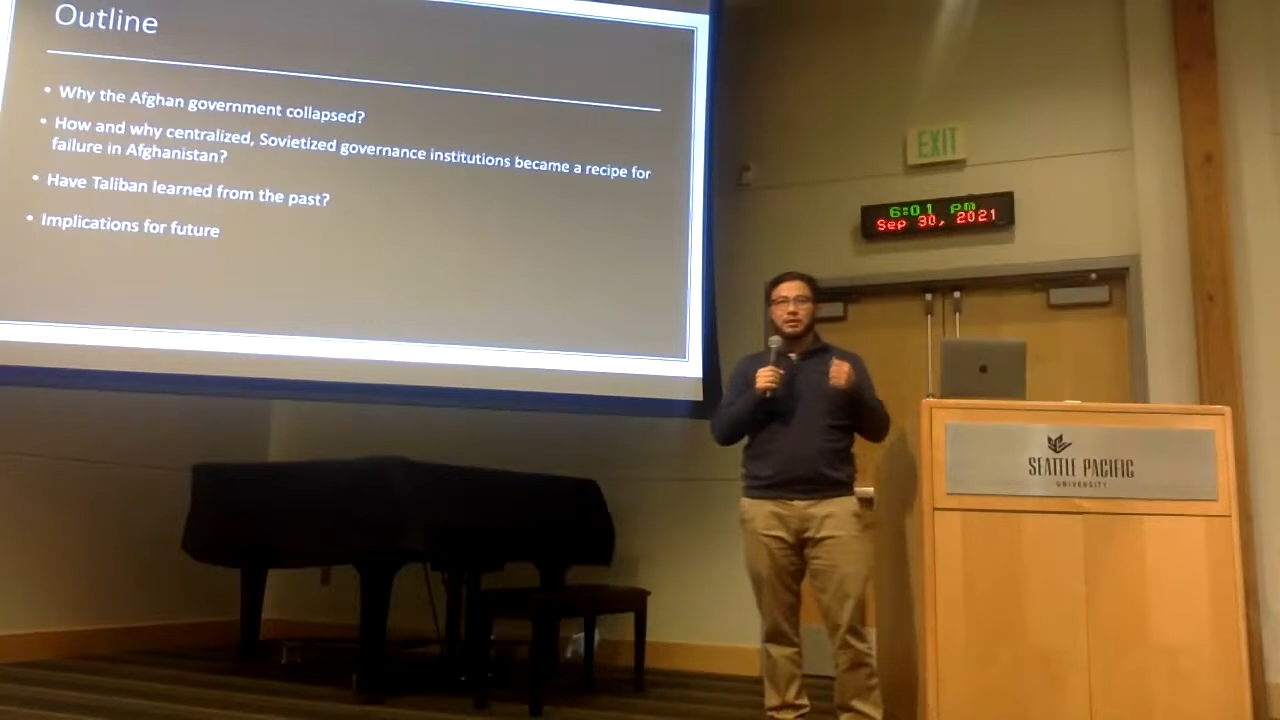 Outline
• Why the Afghan government collapsed?
• How and why centralized, Sovietized governance institutions became a recipe for
failure in Afghanistan?
• Have Taliban learned from the past?
• Implications for future
EXIT
6:01 pm
Sep 30, 2021
SEATTLE PACIFIC
UNIVERSITY